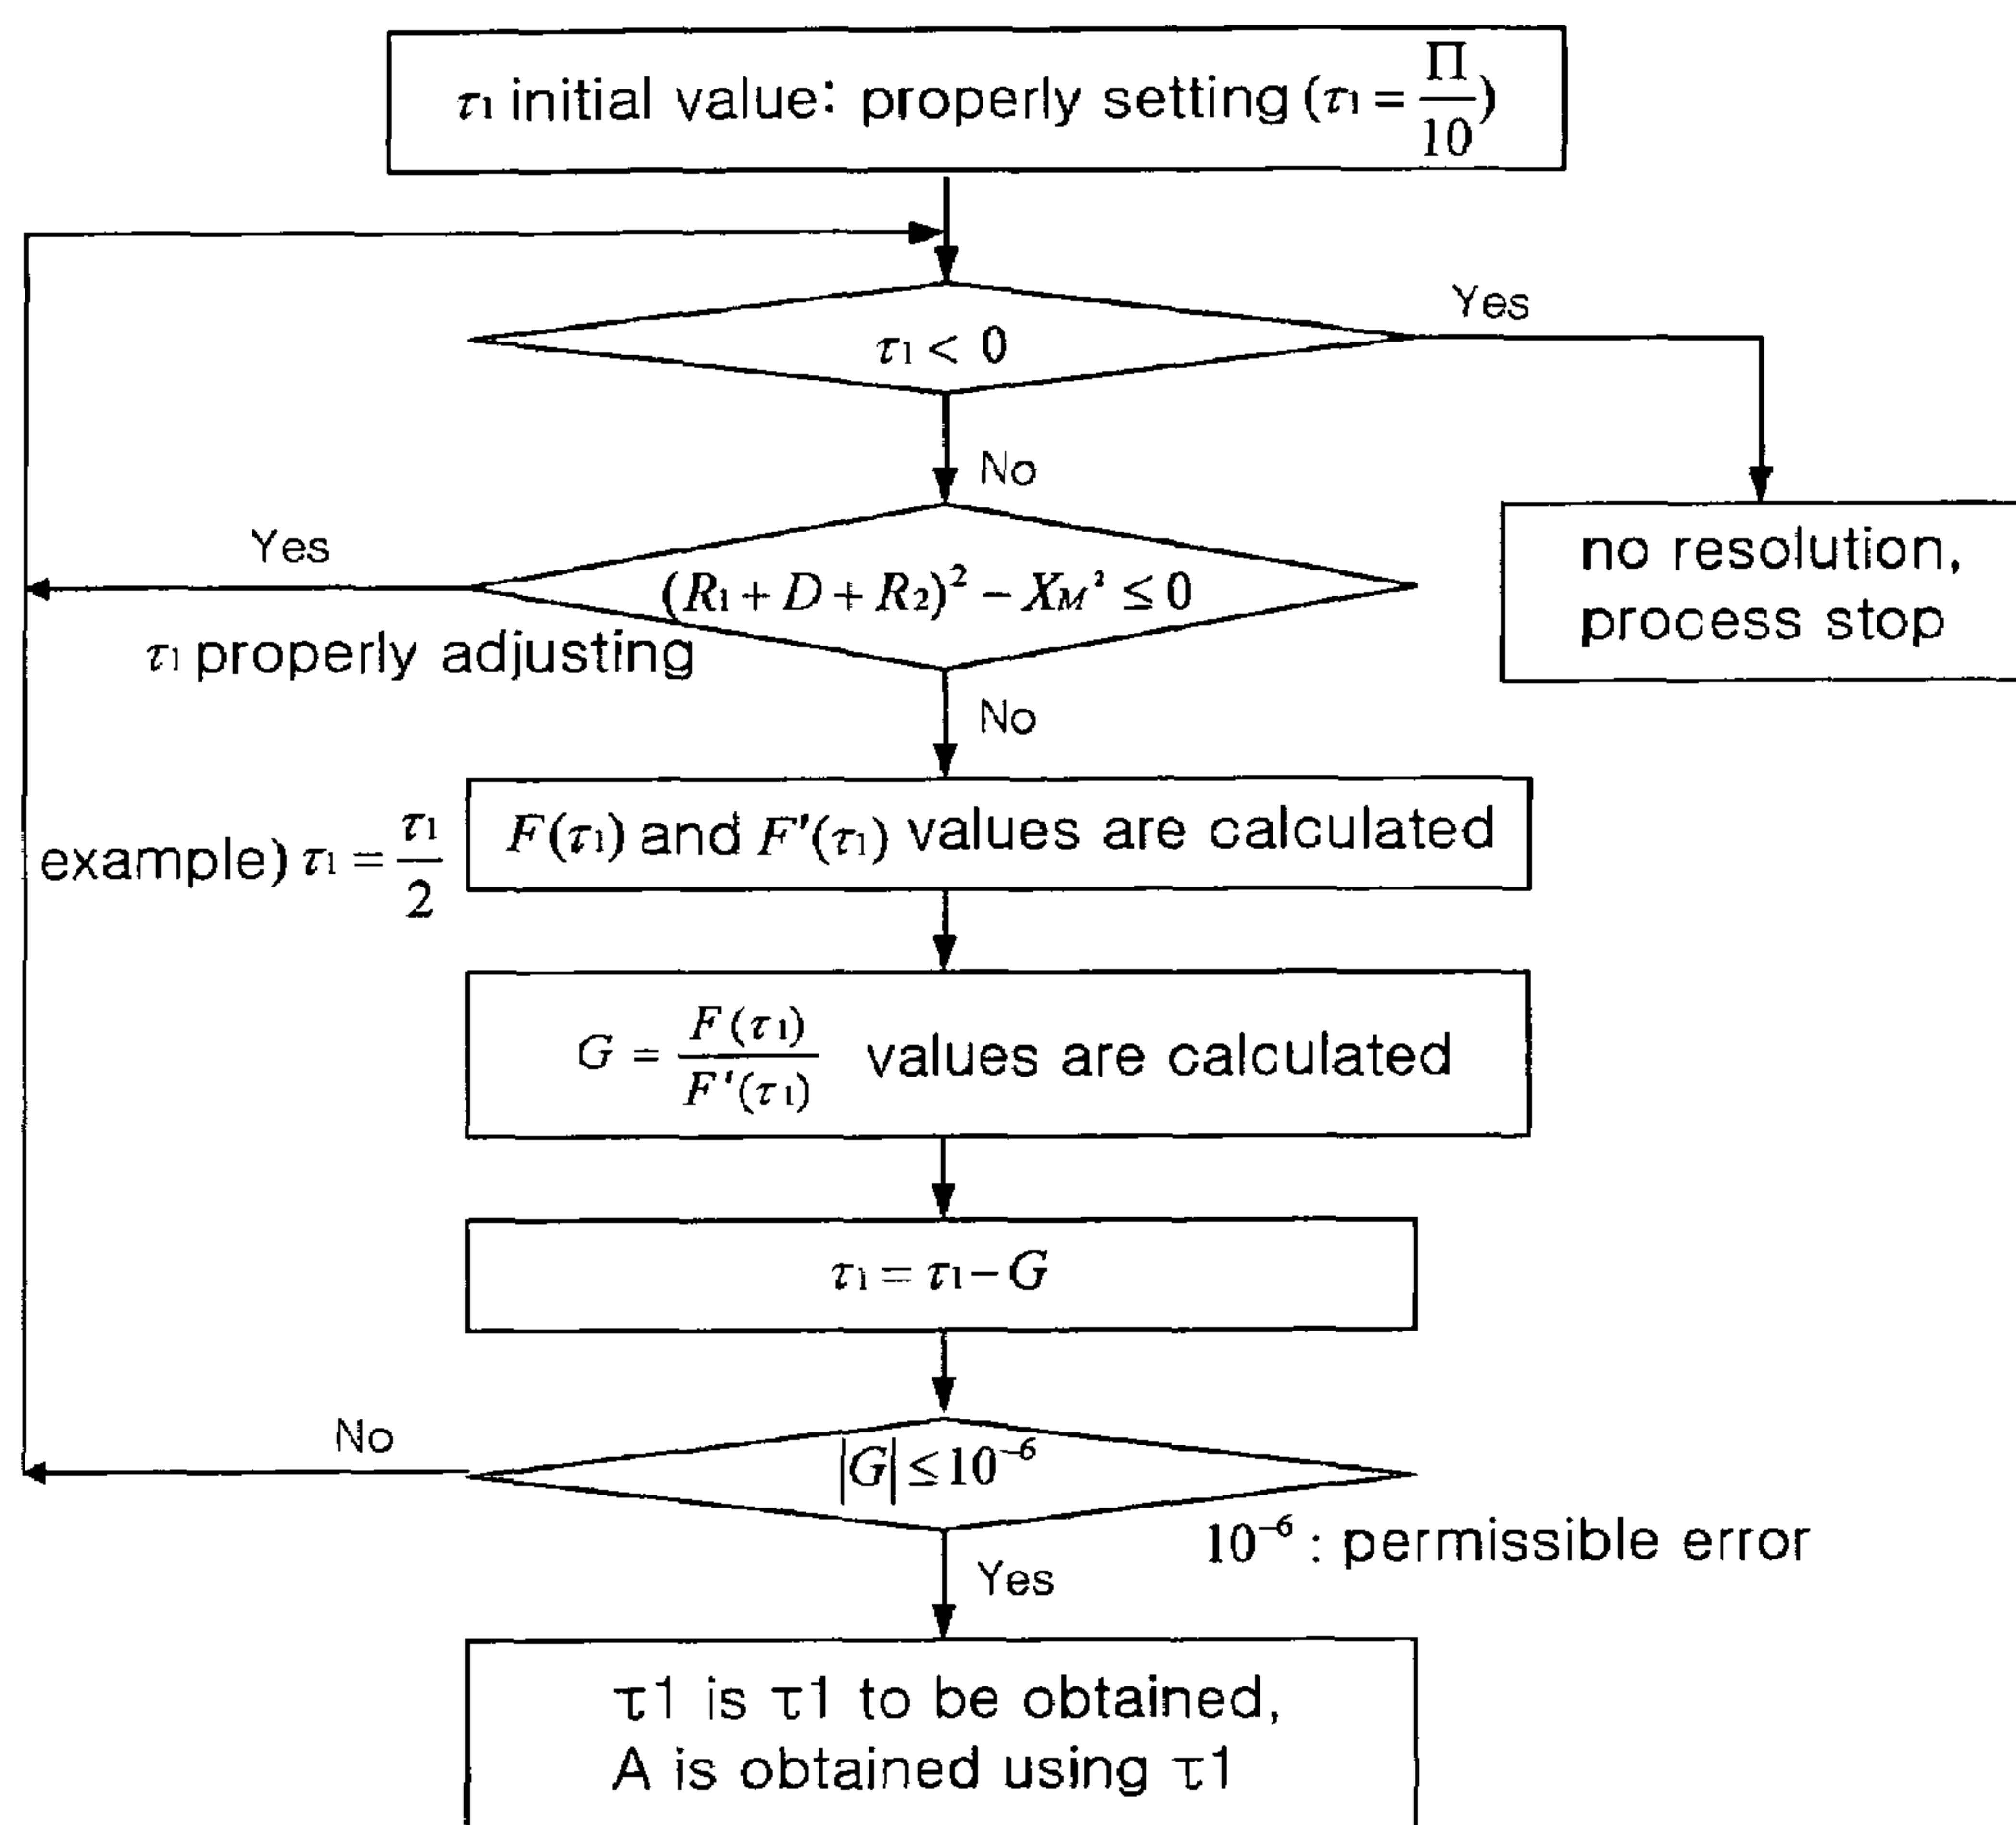 τ1 initial value: properly setting (τ1 = Π/10)
τ1 < 0
Yes
No
no resolution,
process stop
Yes
(R1 + D + R2)² − XM² ≤ 0
τ1 properly adjusting
No
example) τ1 = τ1/2
F(τ1) and F'(τ1) values are calculated
G = F(τ1)/F'(τ1) values are calculated
τ1 = τ1 − G
No
|G| ≤ 10⁻⁶
10⁻⁶ : permissible error
Yes
τ1 is τ1 to be obtained,
A is obtained using τ1